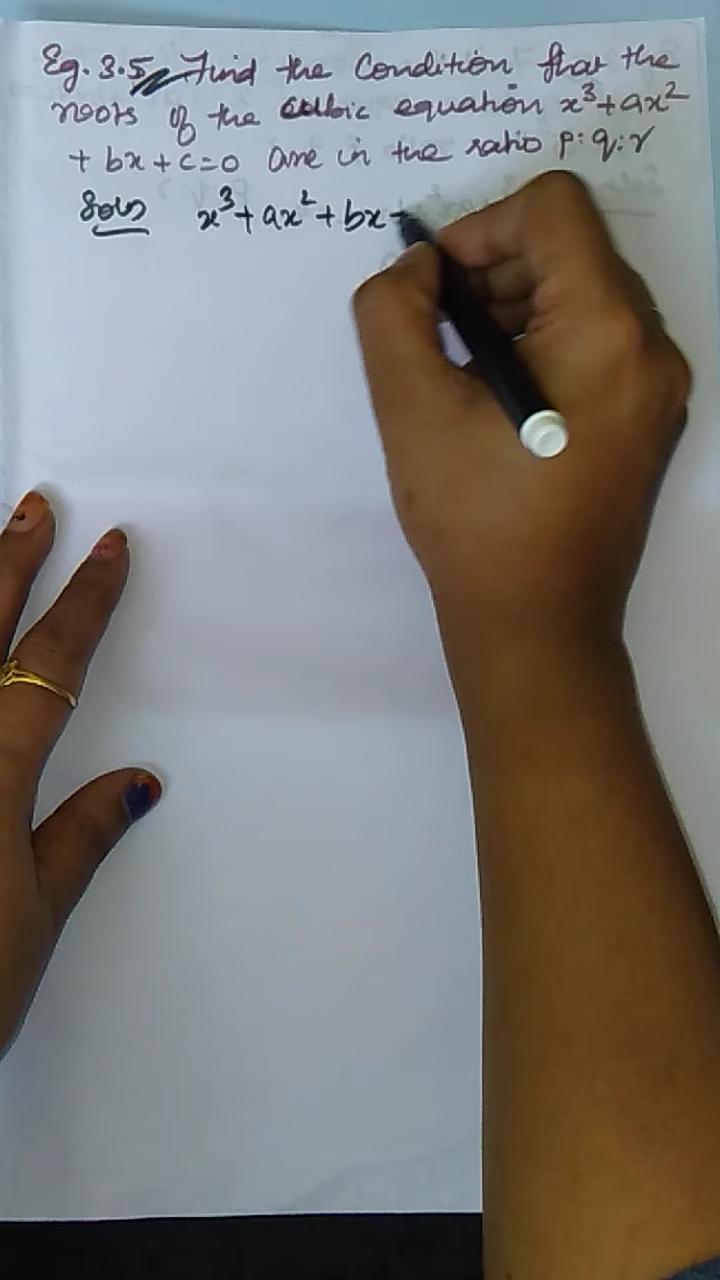 Eg. 3.5 Find the Condition that the
roots of the cubic equation x³+ax²
+ bx+c=0 are in the ratio p:q:r
Soln x³+ax²+bx+